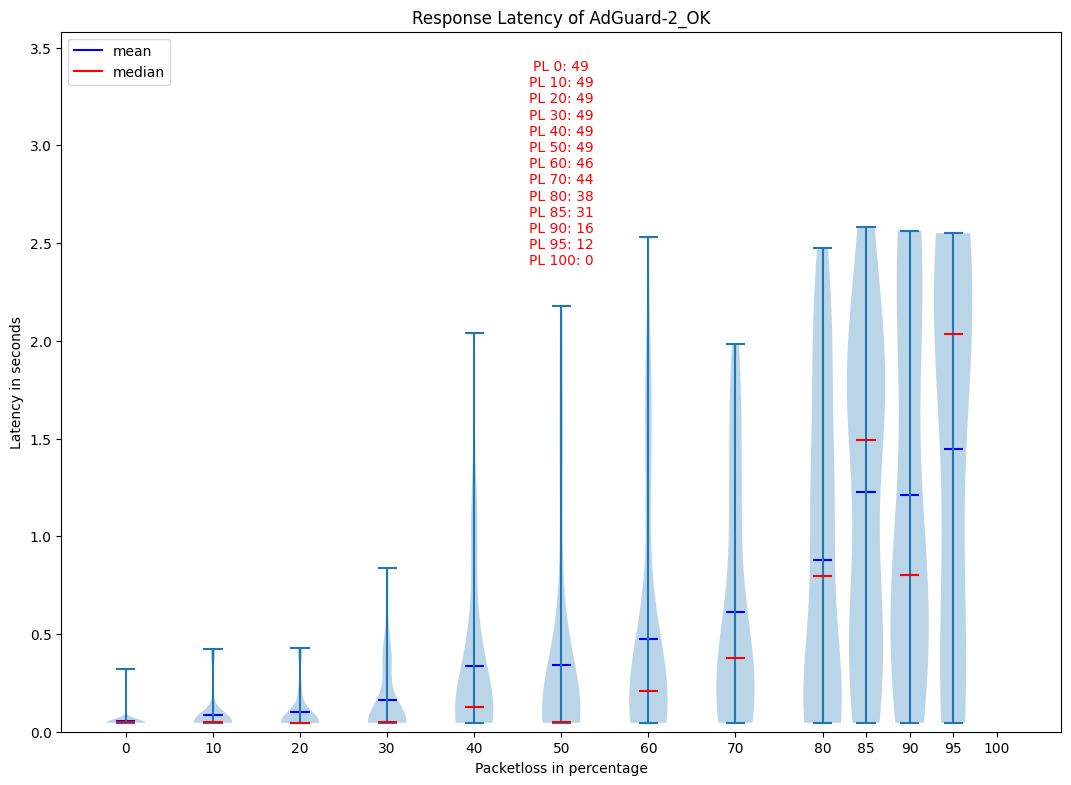 Response Latency of AdGuard-2_OK
mean
median
PL 0: 49
PL 10: 49
PL 20: 49
PL 30: 49
PL 40: 49
PL 50: 49
PL 60: 46
PL 70: 44
PL 80: 38
PL 85: 31
PL 90: 16
PL 95: 12
PL 100: 0
Latency in seconds
3.5
3.0
2.5
2.0
1.5
1.0
0.5
0.0
0 10 20 30 40 50 60 70 80 85 90 95 100
Packetloss in percentage